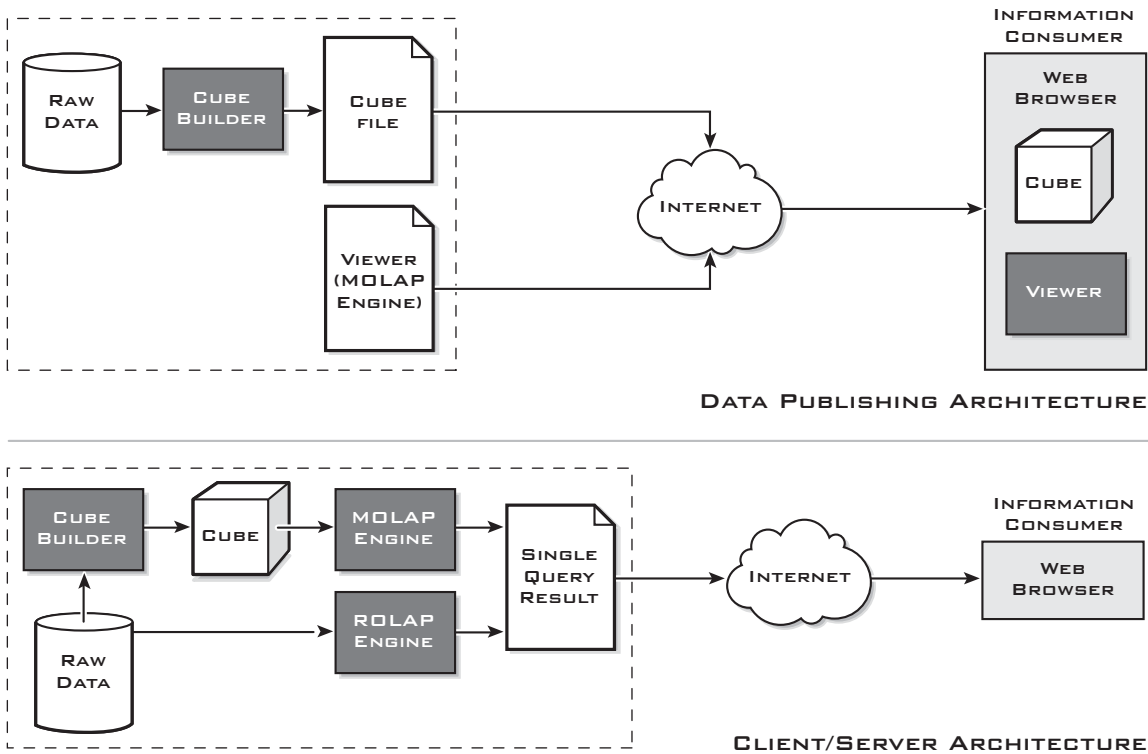 INFORMATION
CONSUMER
RAW
DATA
CUBE
BUILDER
CUBE
FILE
WEB
BROWSER
CUBE
INTERNET
VIEWER
(MOLAP
ENGINE)
VIEWER
DATA PUBLISHING ARCHITECTURE
CUBE
BUILDER
CUBE
MOLAP
ENGINE
SINGLE
QUERY
RESULT
ROLAP
ENGINE
RAW
DATA
INTERNET
INFORMATION
CONSUMER
WEB
BROWSER
CLIENT/SERVER ARCHITECTURE